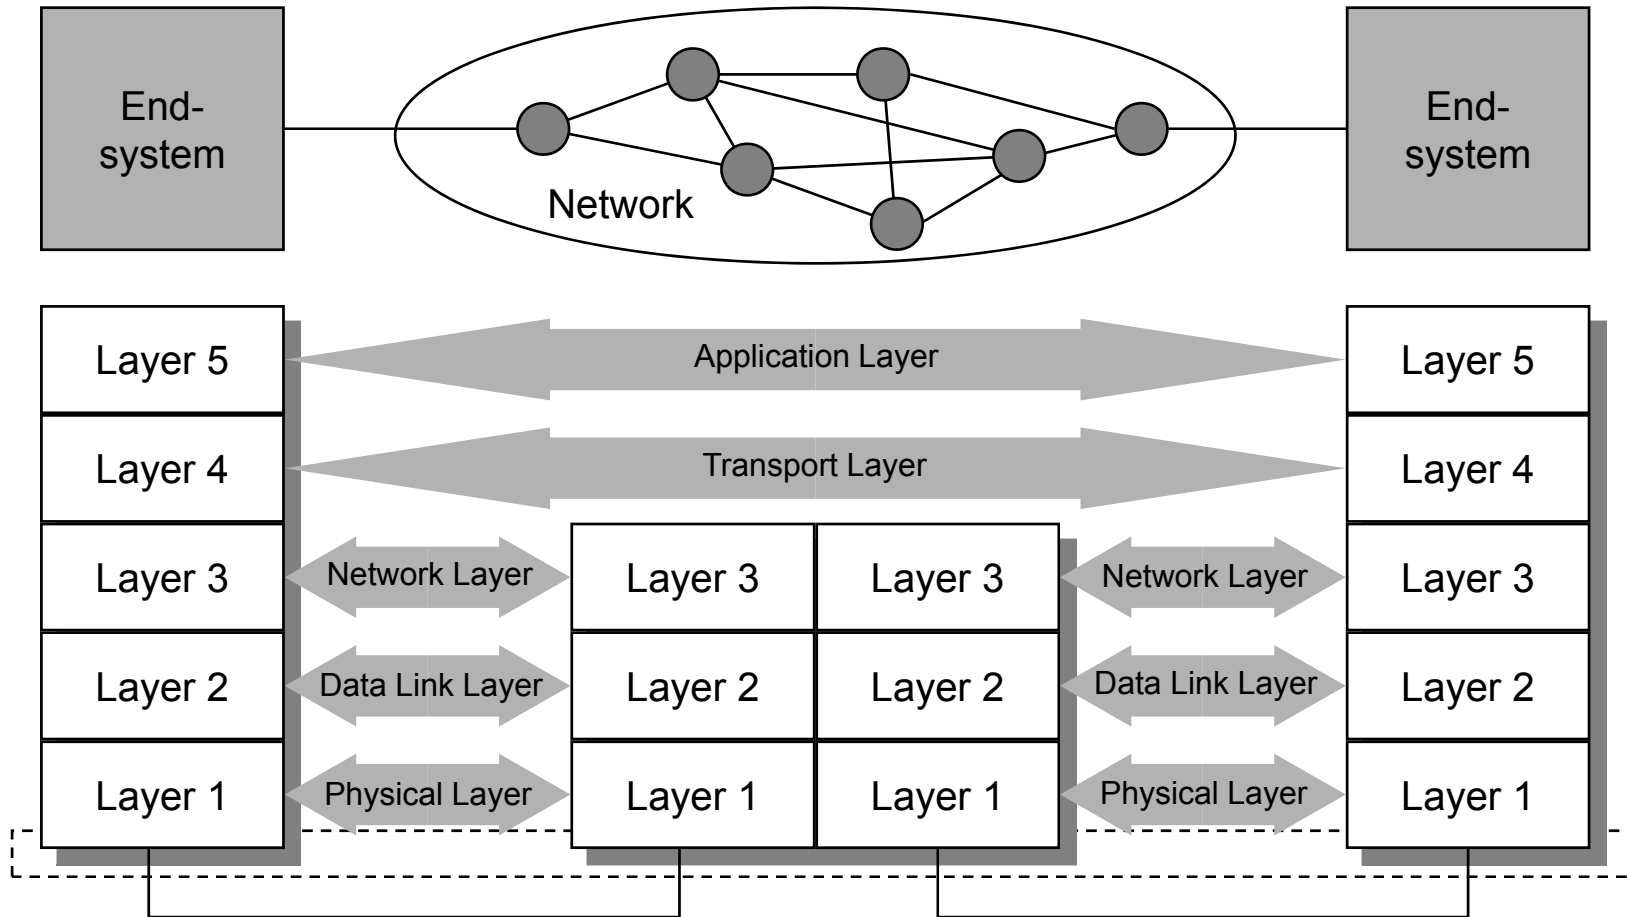 End-
system
Network
End-
system
Layer 5
Application Layer
Layer 5
Layer 4
Transport Layer
Layer 4
Layer 3
Network Layer
Layer 3
Layer 3
Network Layer
Layer 3
Layer 2
Data Link Layer
Layer 2
Layer 2
Data Link Layer
Layer 2
Layer 1
Physical Layer
Layer 1
Layer 1
Physical Layer
Layer 1